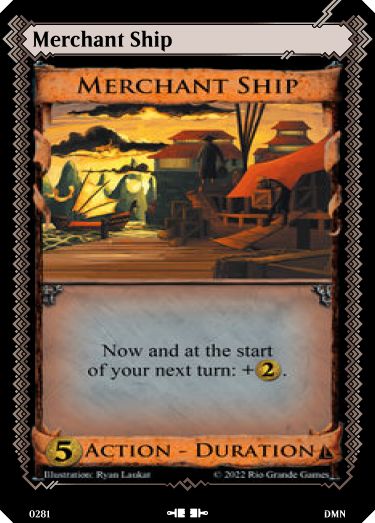 Merchant Ship
MERCHANT SHIP
Now and at the start
of your next turn: +2.
5 ACTION - DURATION
Illustration: Ryan Laukat © 2022 Rio Grande Games
0281 DMN